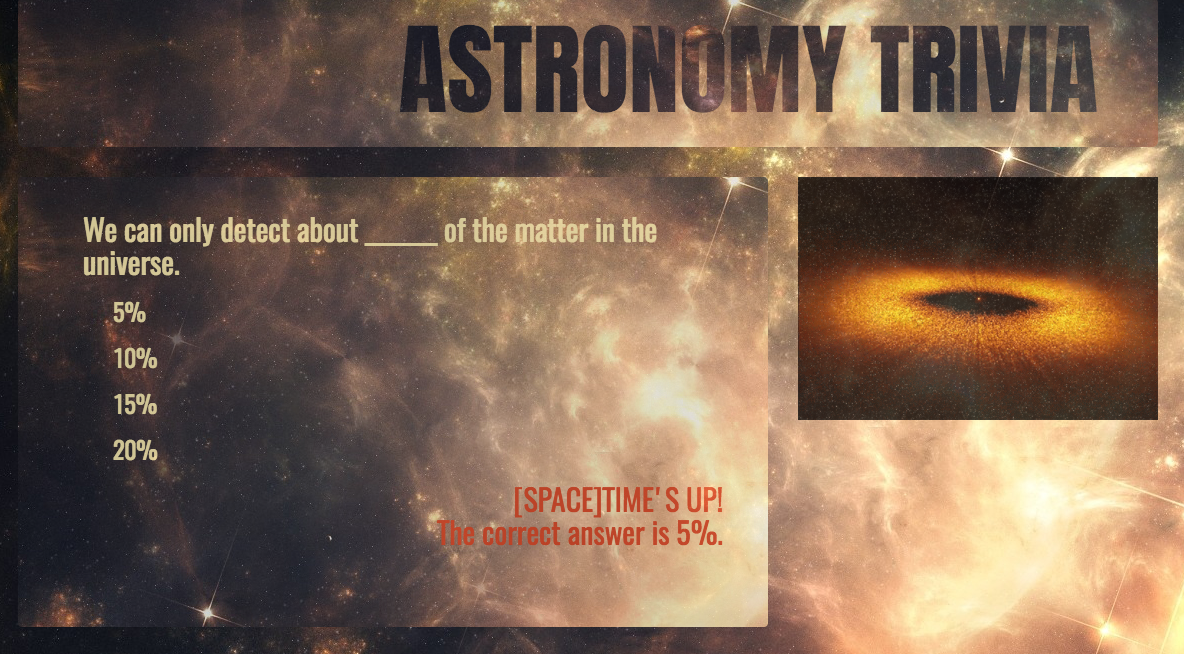 ASTRONOMY TRIVIA
We can only detect about ______ of the matter in the
universe.
5%
10%
15%
20%
[SPACE]TIME'S UP!
The correct answer is 5%.